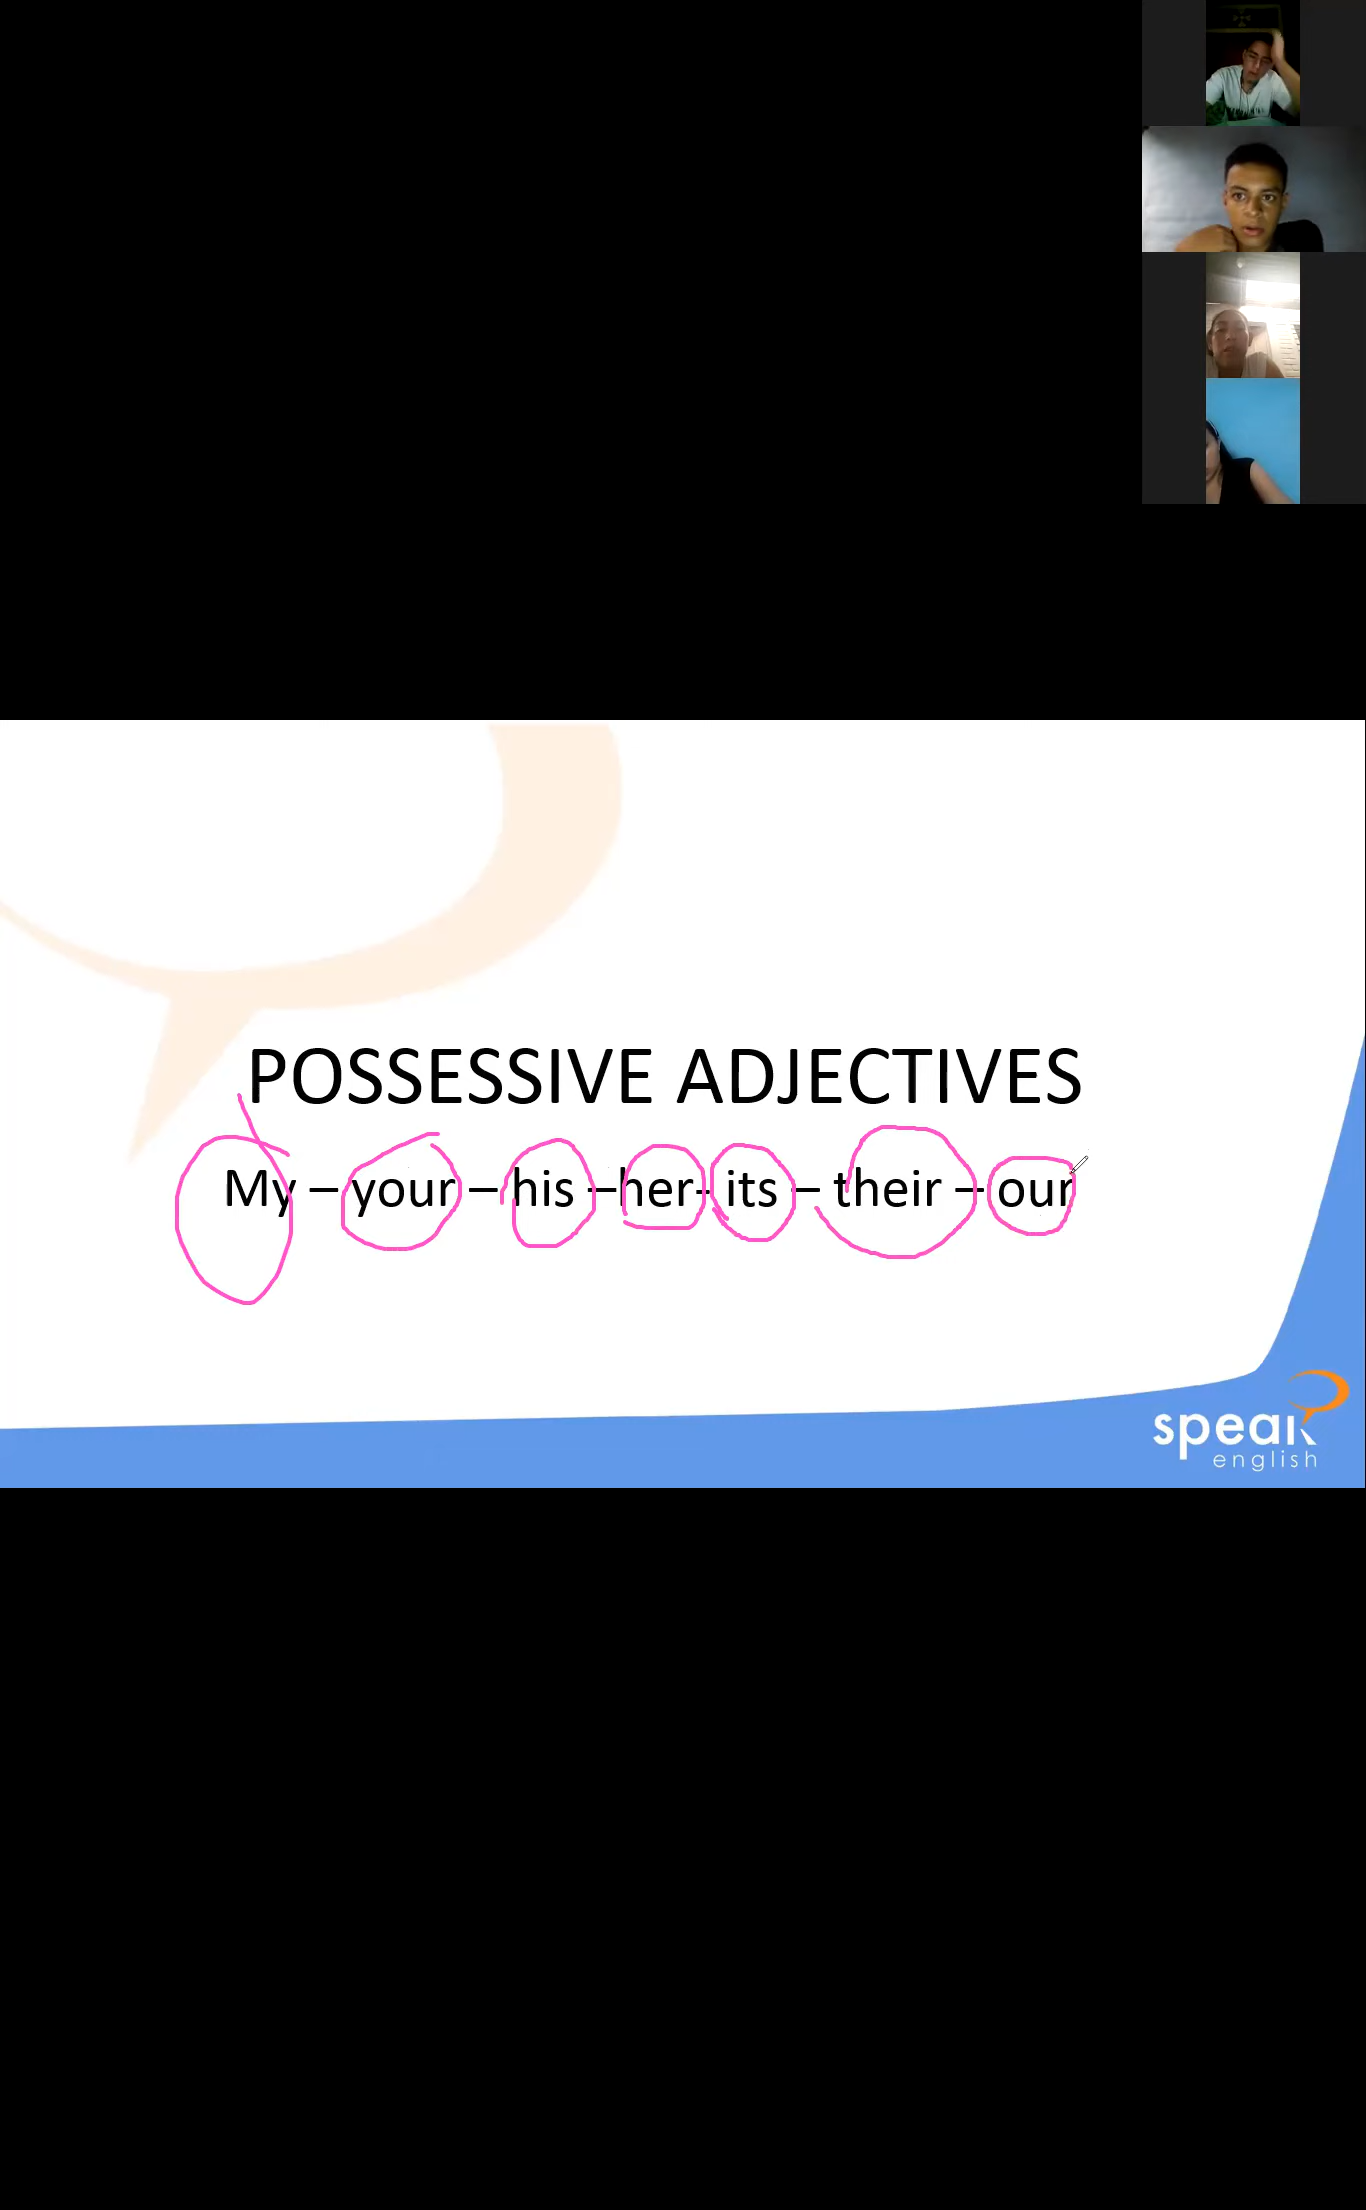 POSSESSIVE ADJECTIVES
My – your – his –her- its – their – our
speak
english